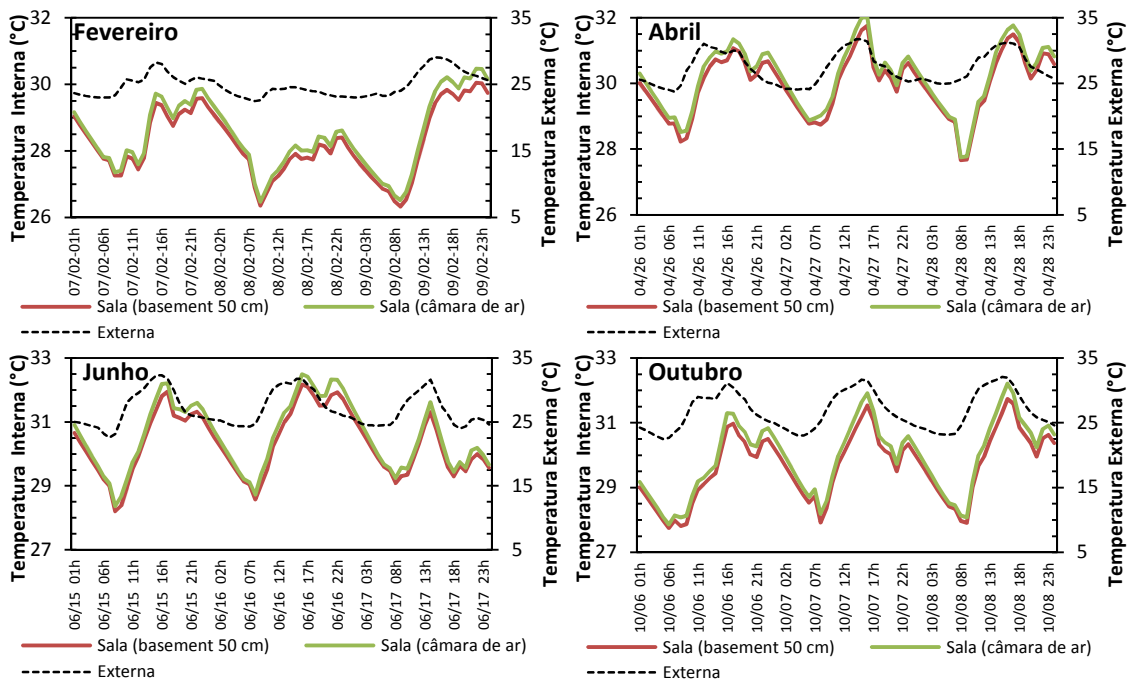 Fevereiro
Temperatura Interna (°C)
32
30
28
26
35
25
15
5
Temperatura Externa (°C)
07/02-01h
07/02-06h
07/02-11h
07/02-16h
07/02-21h
08/02-02h
08/02-07h
08/02-12h
08/02-17h
08/02-22h
09/02-03h
09/02-08h
09/02-13h
09/02-18h
09/02-23h
Sala (basement 50 cm)
Sala (câmara de ar)
Externa
Abril
Temperatura Interna (°C)
32
30
28
26
35
25
15
5
Temperatura Externa (°C)
04/26 01h
04/26 06h
04/26 11h
04/26 16h
04/26 21h
04/27 02h
04/27 07h
04/27 12h
04/27 17h
04/27 22h
04/28 03h
04/28 08h
04/28 13h
04/28 18h
04/28 23h
Sala (basement 50 cm)
Sala (câmara de ar)
Externa
Junho
Temperatura Interna (°C)
33
31
29
27
35
25
15
5
Temperatura Externa (°C)
06/15 01h
06/15 06h
06/15 11h
06/15 16h
06/15 21h
06/16 02h
06/16 07h
06/16 12h
06/16 17h
06/16 22h
06/17 03h
06/17 08h
06/17 13h
06/17 18h
06/17 23h
Sala (basement 50 cm)
Sala (câmara de ar)
Externa
Outubro
Temperatura Interna (°C)
33
31
29
27
35
25
15
5
Temperatura Externa (°C)
10/06 01h
10/06 06h
10/06 11h
10/06 16h
10/06 21h
10/07 02h
10/07 07h
10/07 12h
10/07 17h
10/07 22h
10/08 03h
10/08 08h
10/08 13h
10/08 18h
10/08 23h
Sala (basement 50 cm)
Sala (câmara de ar)
Externa